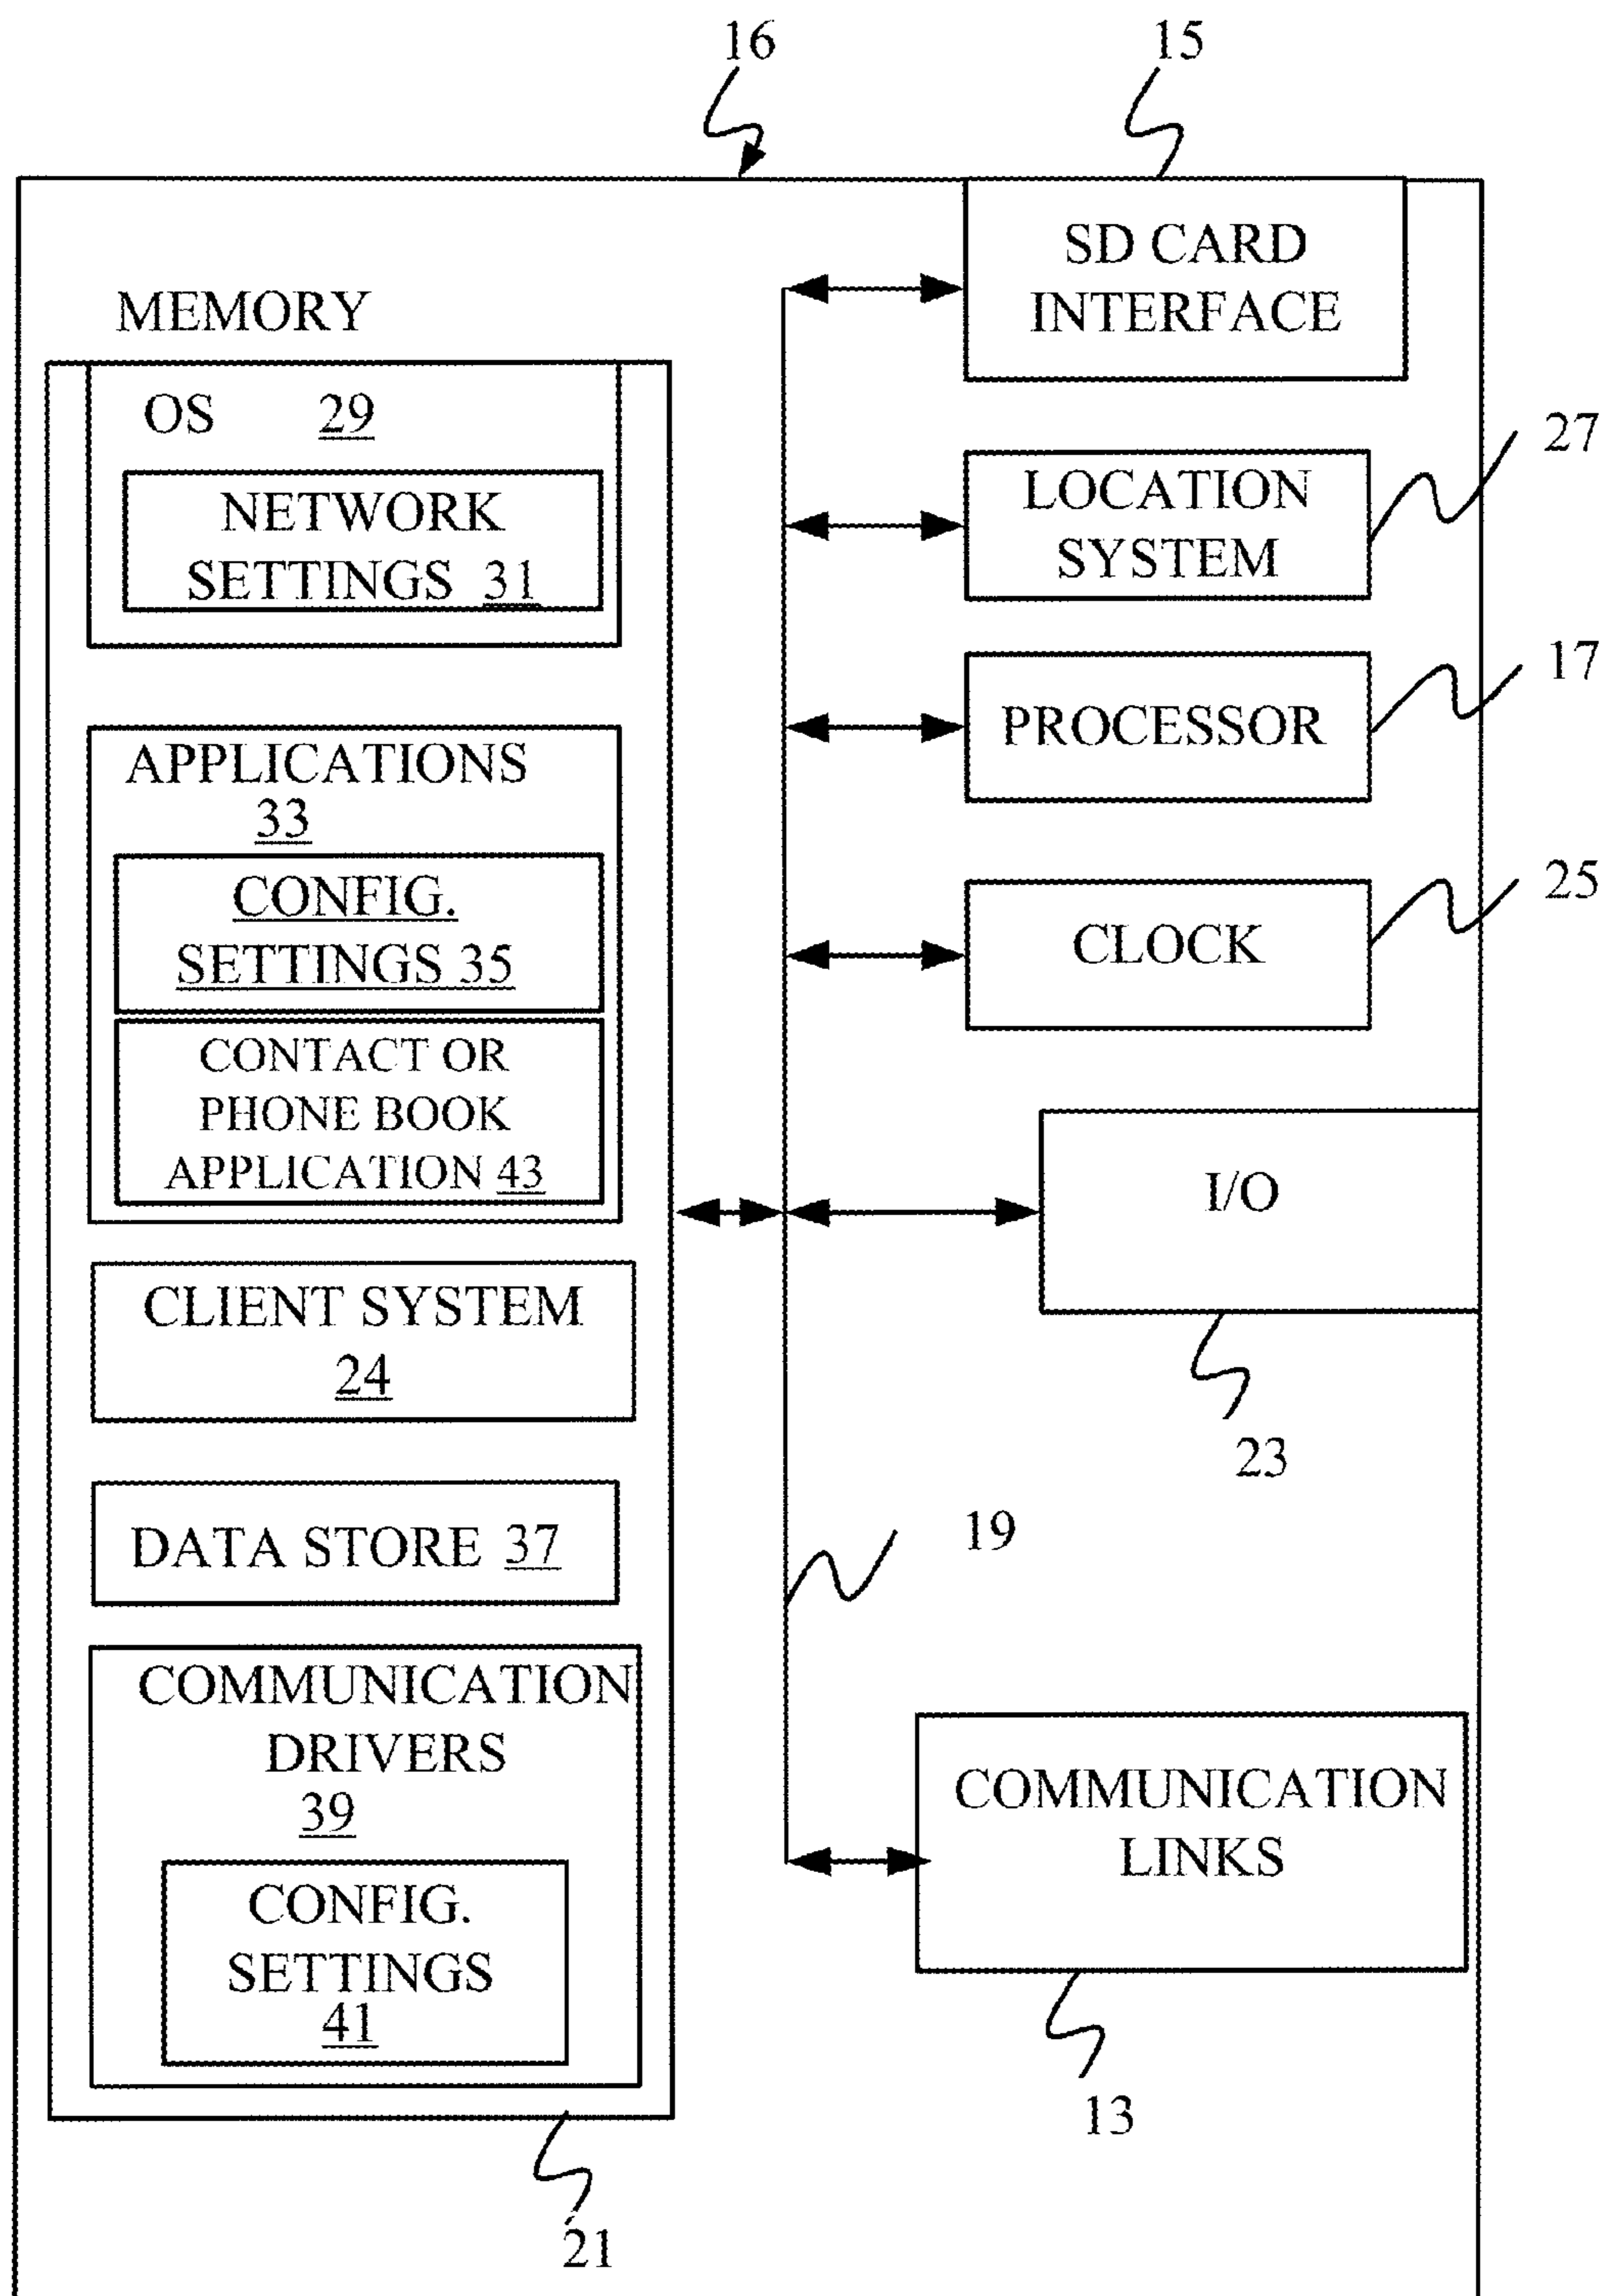 16
15
SD CARD
INTERFACE
MEMORY
OS 29
NETWORK
SETTINGS 31
27
LOCATION
SYSTEM
17
PROCESSOR
APPLICATIONS
33
CONFIG.
SETTINGS 35
25
CLOCK
CONTACT OR
PHONE BOOK
APPLICATION 43
I/O
23
CLIENT SYSTEM
24
19
DATA STORE 37
COMMUNICATION
DRIVERS
39
CONFIG.
SETTINGS
41
COMMUNICATION
LINKS
13
21